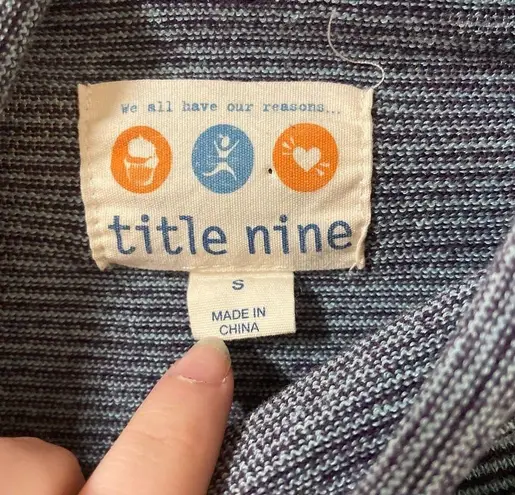 we all have our reasons...
title nine
S
MADE IN
CHINA